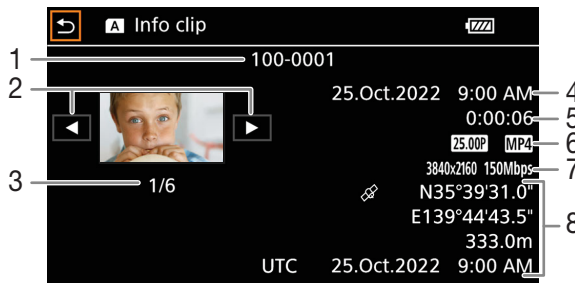 A Info clip
1 100-0001
2
25.Oct.2022 9:00 AM 4
0:00:06 5
25.00P MP4 6
3840x2160 150Mbps 7
3 1/6
N35°39'31.0"
E139°44'43.5" 8
333.0m
UTC 25.Oct.2022 9:00 AM